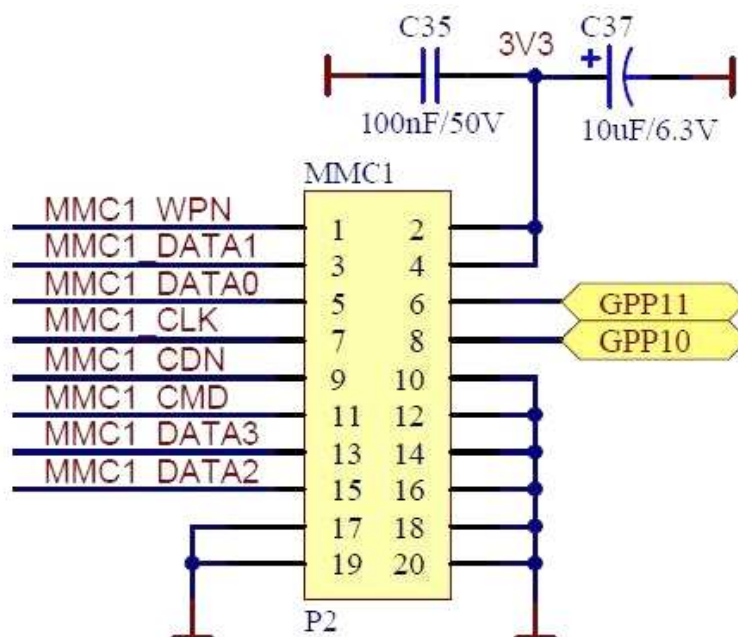 C35
3V3
C37
100nF/50V
10uF/6.3V
MMC1
MMC1_WPN
1 2
MMC1_DATA1
3 4
MMC1_DATA0
5 6 GPP11
MMC1_CLK
7 8 GPP10
MMC1_CDN
9 10
MMC1_CMD
11 12
MMC1_DATA3
13 14
MMC1_DATA2
15 16
17 18
19 20
P2